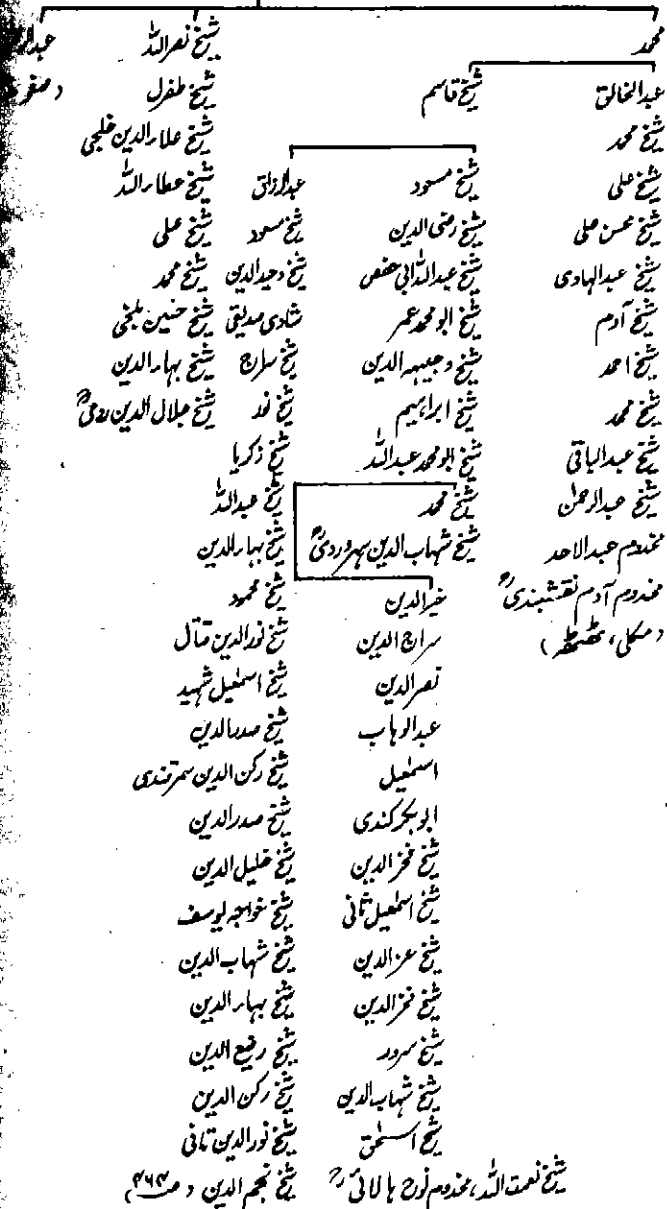 محمد شیخ نصر اللہ
عبدالخالق شیخ قاسم شیخ طغرل
شیخ محمد شیخ علاء الدین خلجی
شیخ علی شیخ مسعود عبدالرزاق شیخ عطاء اللہ
شیخ محسن علی شیخ رضی الدین شیخ مسعود شیخ علی
شیخ عبدالہادی شیخ عبداللہ ابی حفص شیخ وحید الدین شیخ محمد
شیخ آدم شیخ ابو محمد عمر شادی صدیقی شیخ حسین بلخی
شیخ احمد شیخ وجیہہ الدین شیخ سراج شیخ بہاء الدین
شیخ محمد شیخ ابراہیم شیخ نور شیخ جلال الدین رومیؒ
شیخ عبدالباقی شیخ ابو محمد عبداللہ شیخ زکریا
شیخ عبدالرحمٰن شیخ محمد شیخ عبداللہ
مخدوم عبدالاحد شیخ شہاب الدین سہروردیؒ شیخ بہاء الدین
مخدوم آدم نقشبندیؒ خیر الدین شیخ محمود
(مکلی، ٹھٹھہ) سراج الدین شیخ نور الدین قتال
نصر الدین شیخ اسمٰعیل شہید
عبدالوہاب شیخ صدر الدین
اسمٰعیل شیخ رکن الدین سمرقندی
ابوبکر کندی شیخ صدر الدین
شیخ فخر الدین شیخ خلیل الدین
شیخ اسمٰعیل ثانی شیخ خواجہ یوسف
شیخ عز الدین شیخ شہاب الدین
شیخ فخر الدین شیخ بہاء الدین
شیخ سرور شیخ رفیع الدین
شیخ شہاب الدین شیخ رکن الدین
شیخ اسحٰق شیخ نور الدین ثانی
شیخ نعمت اللہ، مخدوم نوح ہالائیؒ شیخ نجم الدین (ص ۴۶۴)